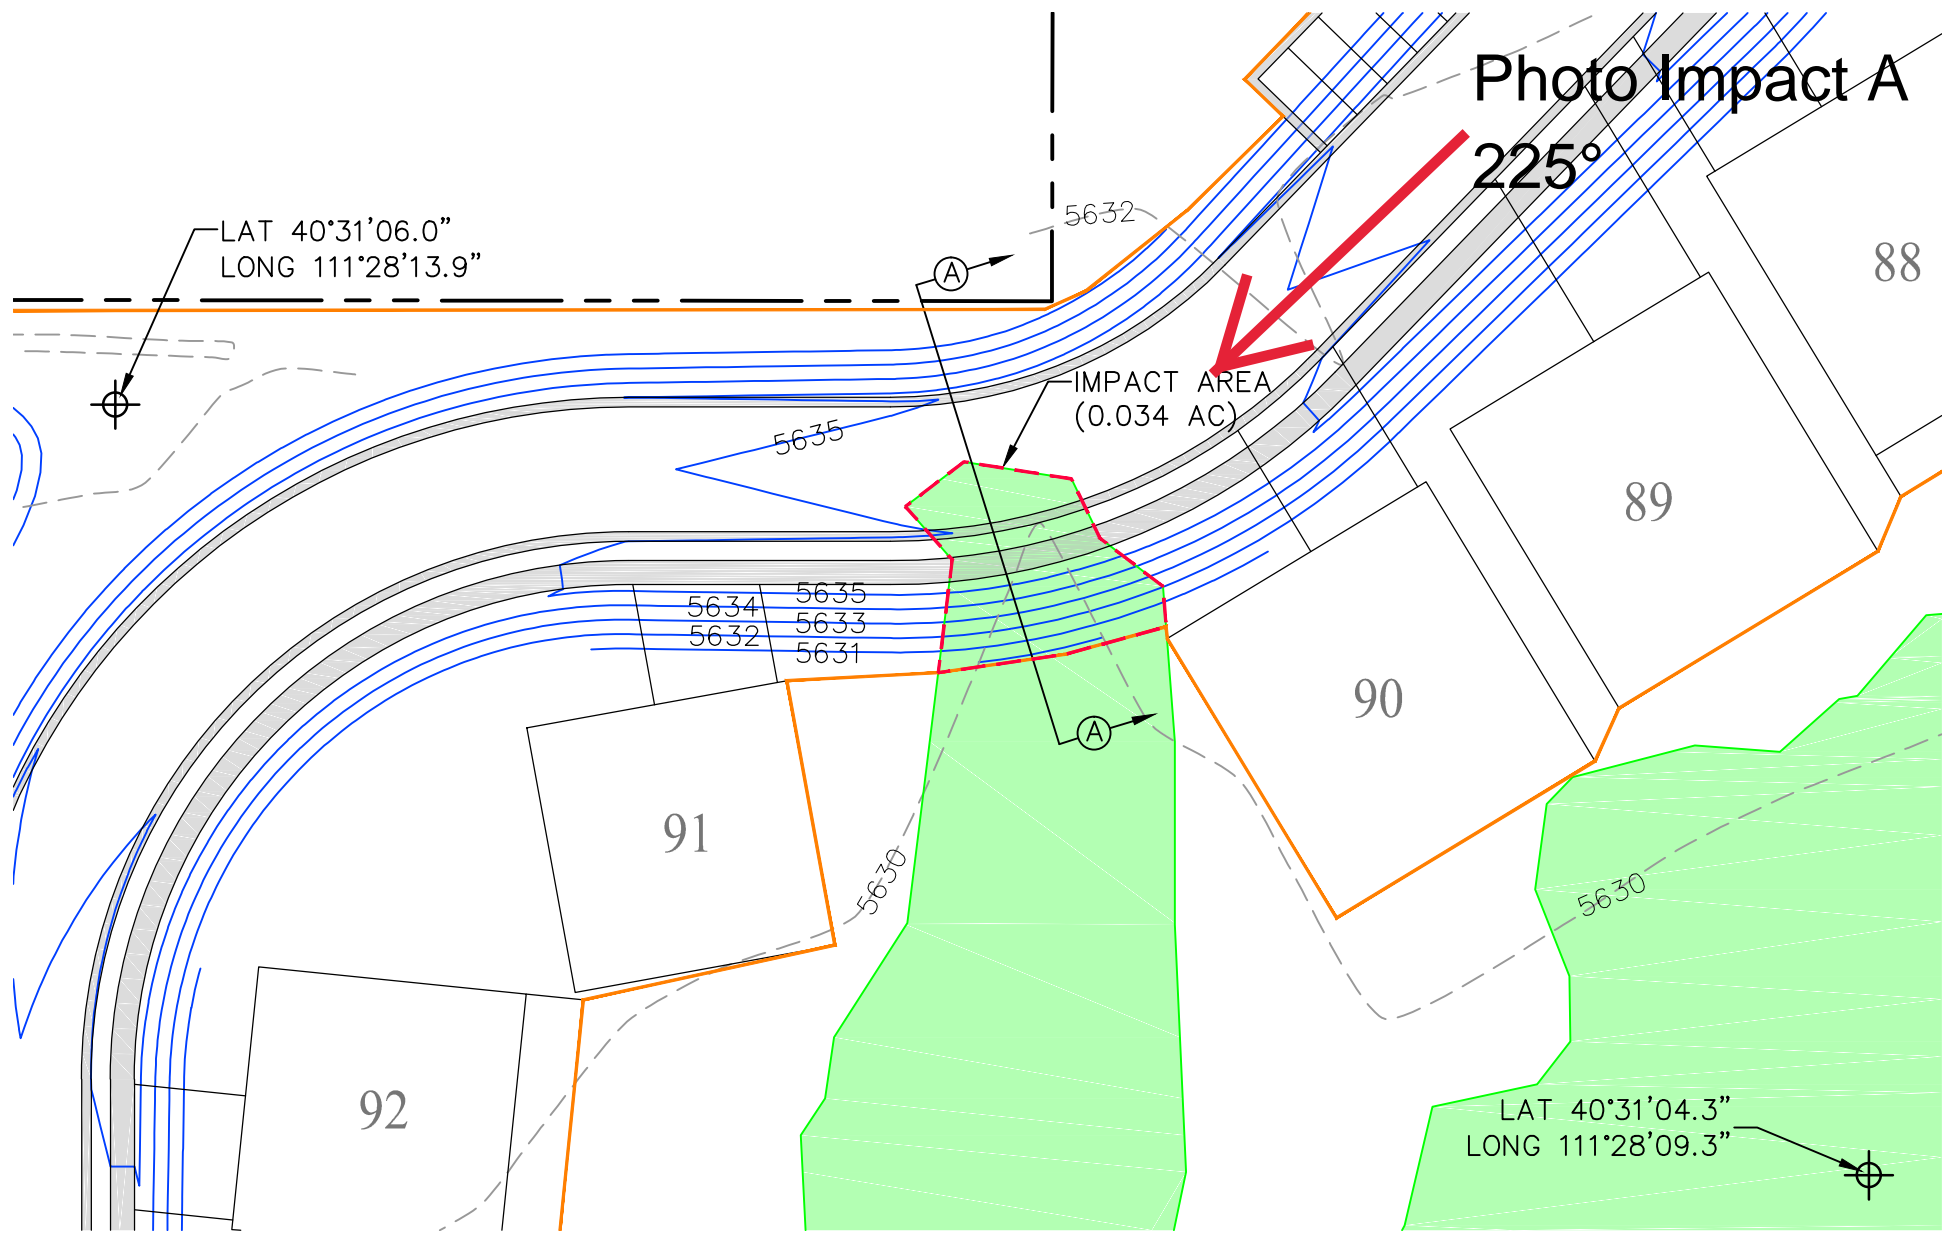 Photo Impact A
225°
LAT 40°31'06.0"
LONG 111°28'13.9"
5632
A
88
IMPACT AREA
(0.034 AC)
5635
89
5635
5634
5633
5632
5631
90
A
91
5630
5630
92
LAT 40°31'04.3"
LONG 111°28'09.3"